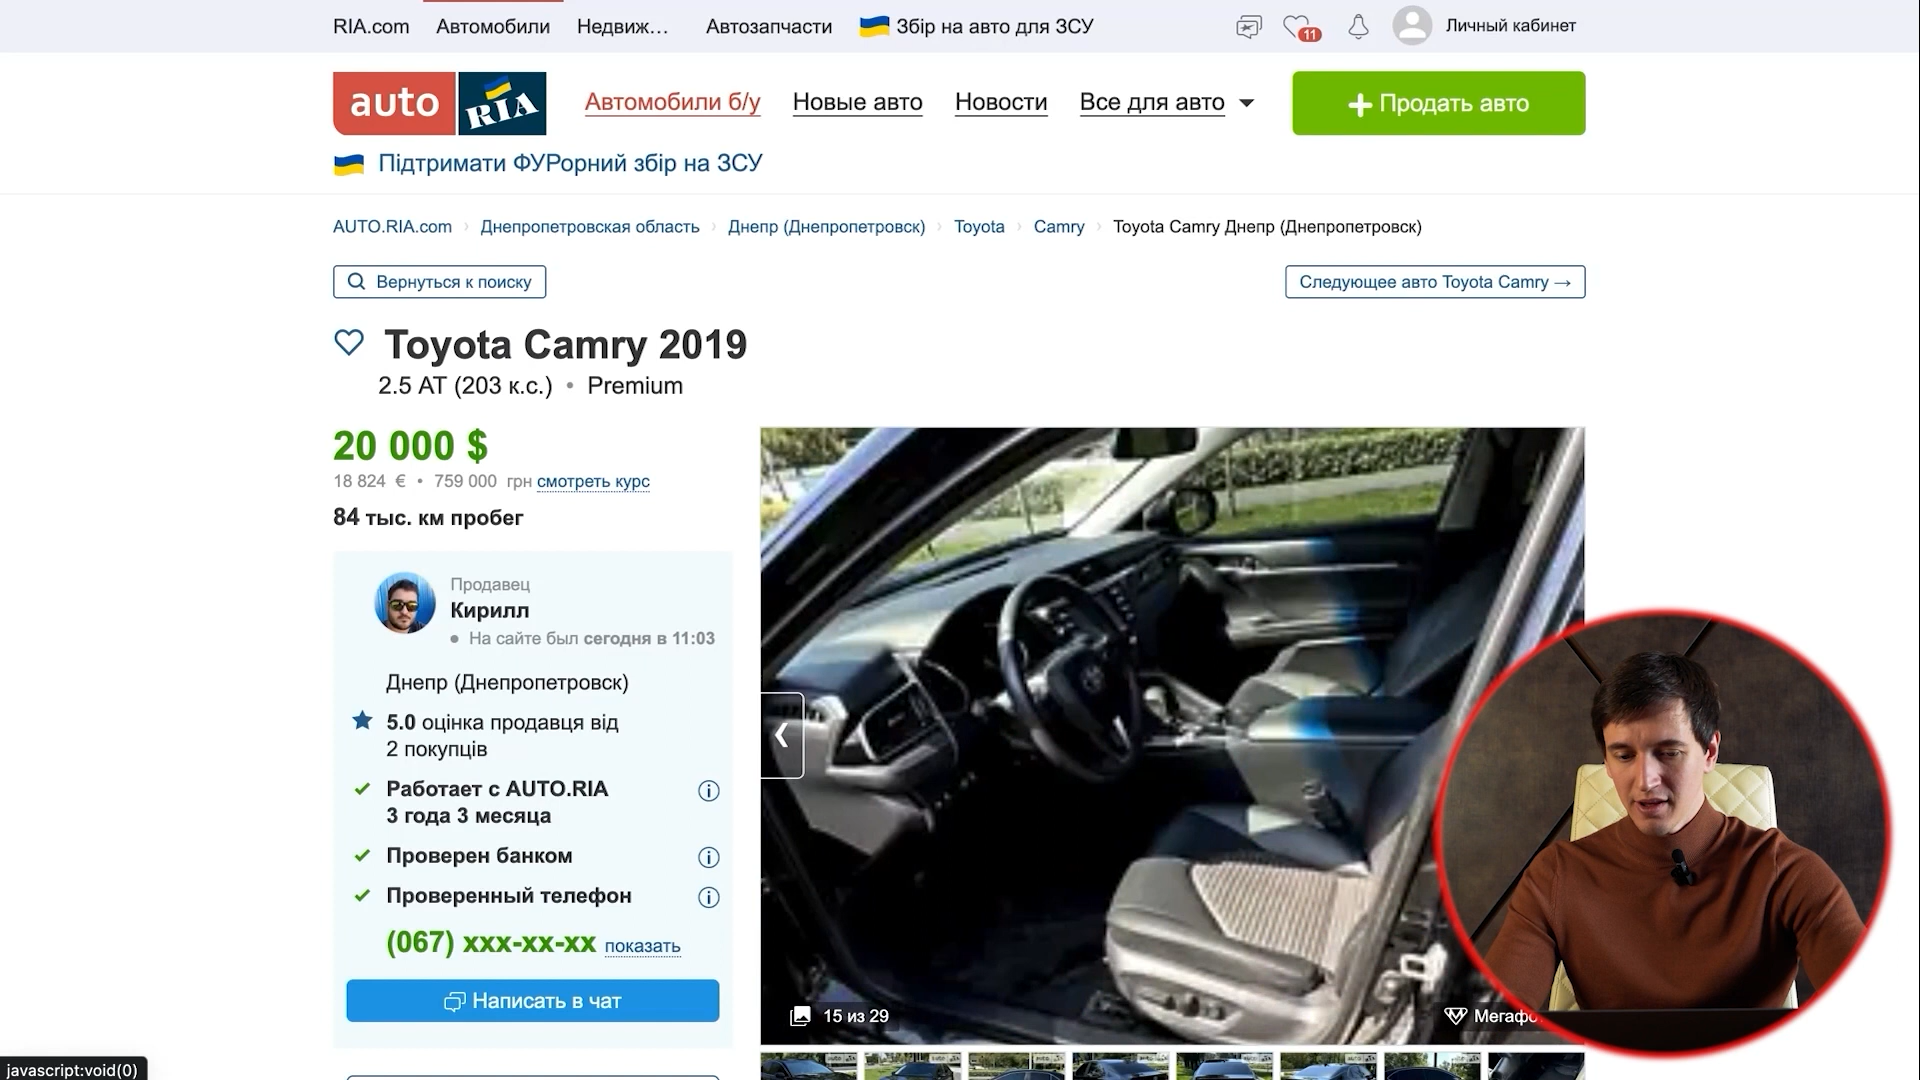 RIA.com Автомобили Недвиж... Автозапчасти Збір на авто для ЗСУ 11 Личный кабинет
auto RIA Автомобили б/у Новые авто Новости Все для авто Продать авто
Підтримати ФУРорний збір на ЗСУ
AUTO.RIA.com › Днепропетровская область › Днепр (Днепропетровск) › Toyota › Camry › Toyota Camry Днепр (Днепропетровск)
Вернуться к поиску Следующее авто Toyota Camry →
Toyota Camry 2019
2.5 AT (203 к.с.) • Premium
20 000 $
18 824 € • 759 000 грн смотреть курс
84 тыс. км пробег
Продавец
Кирилл
На сайте был сегодня в 11:03
Днепр (Днепропетровск)
5.0 оцінка продавця від
2 покупців
Работает с AUTO.RIA
3 года 3 месяца
Проверен банком
Проверенный телефон
(067) xxx-xx-xx показать
Написать в чат
15 из 29
javascript:void(0)